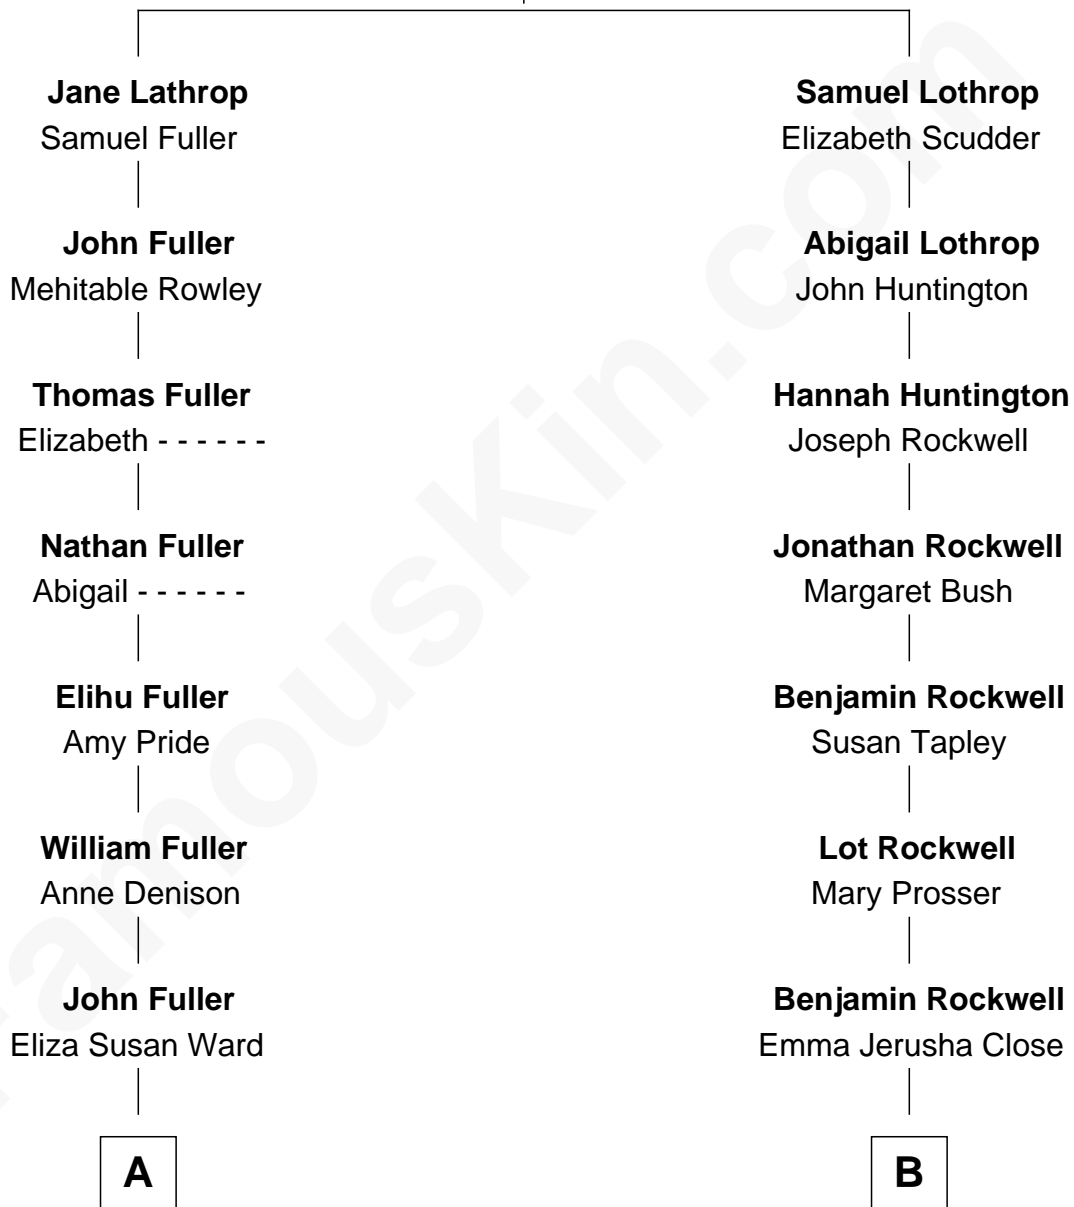 Jane Lathrop
Samuel Fuller
John Fuller
Mehitable Rowley
Thomas Fuller
Elizabeth - - - - - -
Nathan Fuller
Abigail - - - - - -
Elihu Fuller
Amy Pride
William Fuller
Anne Denison
John Fuller
Eliza Susan Ward
A
Samuel Lothrop
Elizabeth Scudder
Abigail Lothrop
John Huntington
Hannah Huntington
Joseph Rockwell
Jonathan Rockwell
Margaret Bush
Benjamin Rockwell
Susan Tapley
Lot Rockwell
Mary Prosser
Benjamin Rockwell
Emma Jerusha Close
B
FamousKin.com